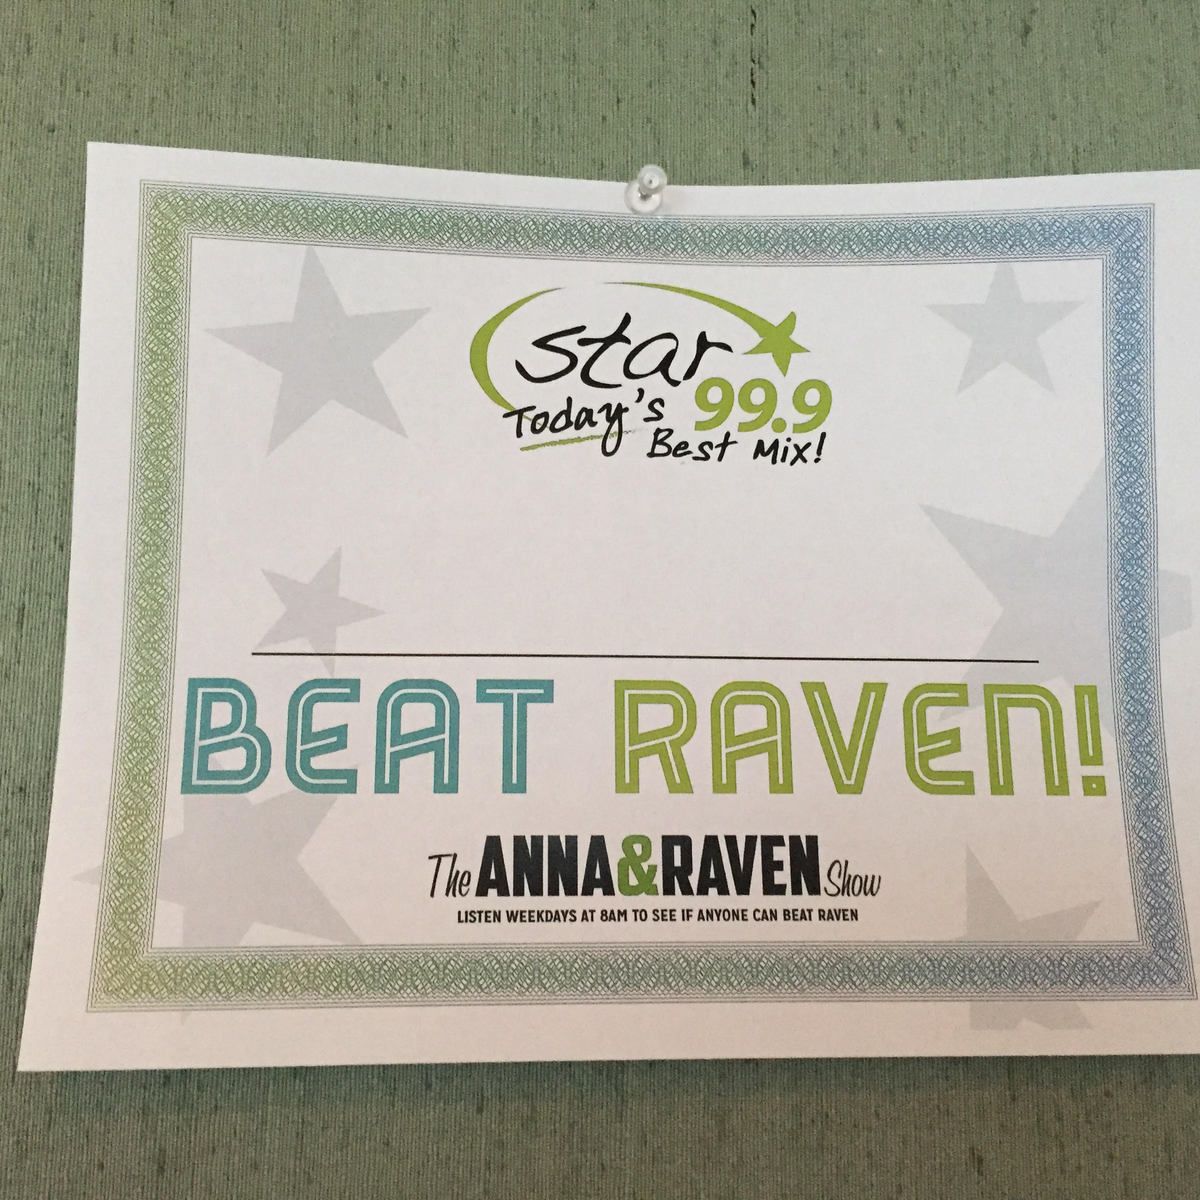 star
99.9
Today's
Best Mix!
BEAT RAVEN!
The ANNA&RAVEN Show
LISTEN WEEKDAYS AT 8AM TO SEE IF ANYONE CAN BEAT RAVEN